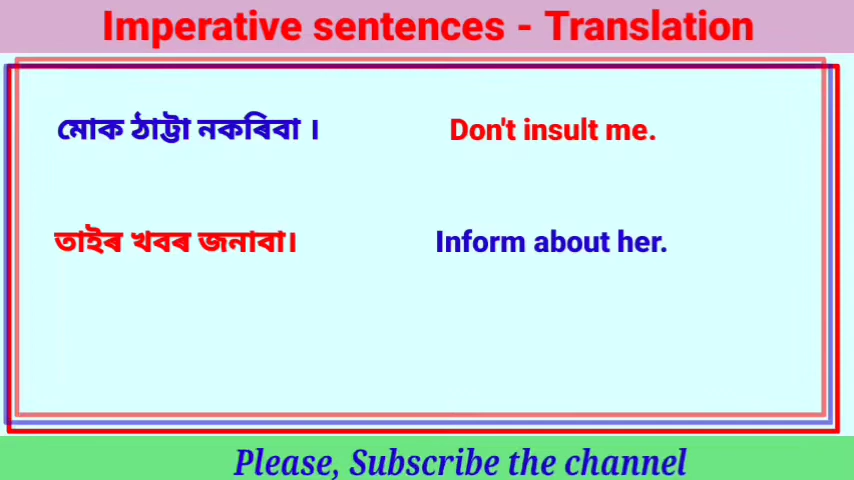 Imperative sentences - Translation
মোক ঠাট্টা নকৰিবা । Don't insult me.
তাইৰ খবৰ জনাবা। Inform about her.
Please, Subscribe the channel